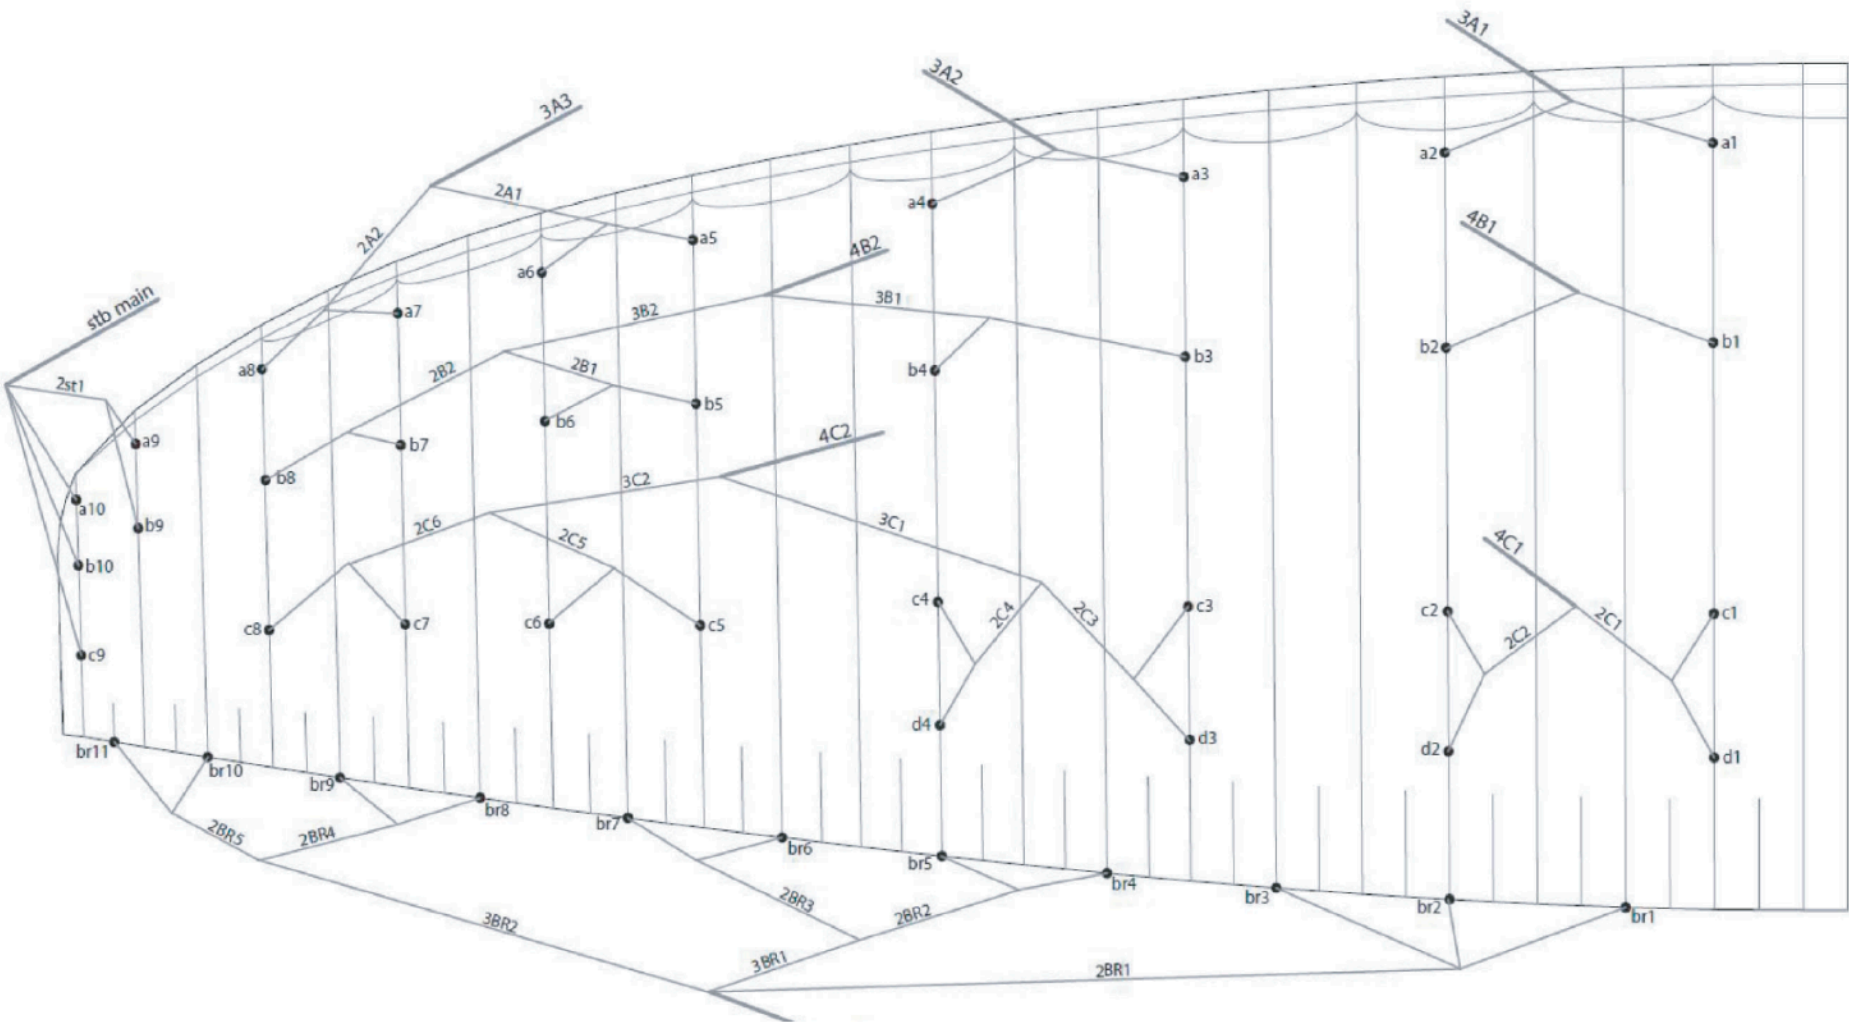 3A1
3A2
3A3
a1
a2
2A1
a3
a4
4B1
2A2
a5
4B2
a6
stb main
3B1
a7
3B2
b1
b2
b3
a8
b4
2B1
2B2
2st1
b5
b6
4C2
a9
b7
b8
3C2
a10
b9
3C1
2C6
2C5
4C1
b10
c4
c3
c2
c1
2C4
2C3
2C1
c8
c7
c6
c5
2C2
c9
d4
d3
d2
d1
br11
br10
br9
br8
br7
2BR5
2BR4
br6
br5
br4
br3
2BR3
br2
br1
2BR2
3BR2
3BR1
2BR1